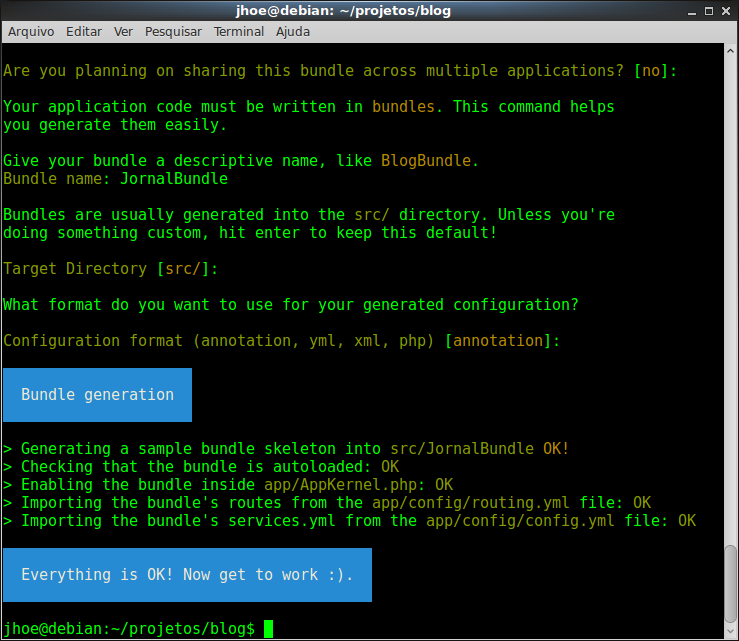 jhoe@debian: ~/projetos/blog
Arquivo Editar Ver Pesquisar Terminal Ajuda
Are you planning on sharing this bundle across multiple applications? [no]:
Your application code must be written in bundles. This command helps
you generate them easily.
Give your bundle a descriptive name, like BlogBundle.
Bundle name: JornalBundle
Bundles are usually generated into the src/ directory. Unless you're
doing something custom, hit enter to keep this default!
Target Directory [src/]:
What format do you want to use for your generated configuration?
Configuration format (annotation, yml, xml, php) [annotation]:
Bundle generation
> Generating a sample bundle skeleton into src/JornalBundle OK!
> Checking that the bundle is autoloaded: OK
> Enabling the bundle inside app/AppKernel.php: OK
> Importing the bundle's routes from the app/config/routing.yml file: OK
> Importing the bundle's services.yml from the app/config/config.yml file: OK
Everything is OK! Now get to work :).
jhoe@debian:~/projetos/blog$